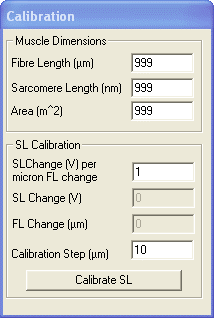 Calibration
Muscle Dimensions
Fibre Length (µm) 999
Sarcomere Length (nm) 999
Area (m^2) 999
SL Calibration
SLChange (V) per
micron FL change 1
SL Change (V) 0
FL Change (µm) 0
Calibration Step (µm) 10
Calibrate SL